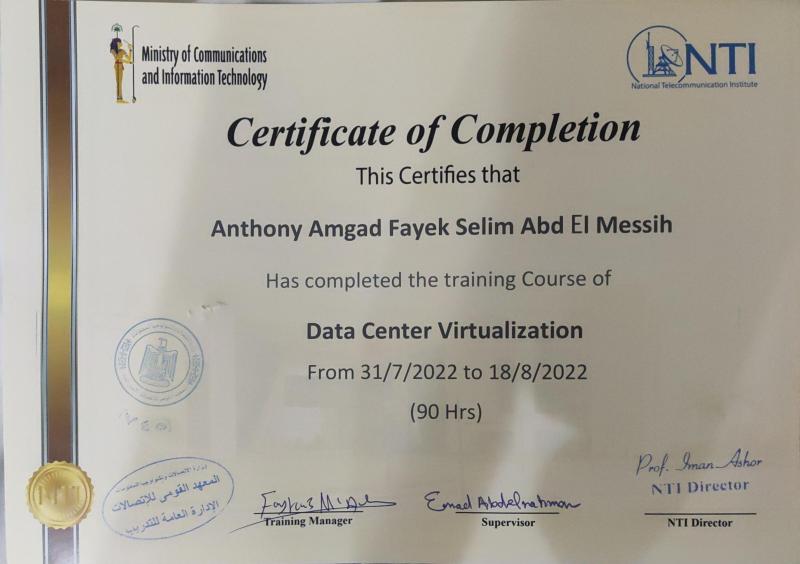 Ministry of Communications
and Information Technology
NTI
National Telecommunication Institute
Certificate of Completion
This Certifies that
Anthony Amgad Fayek Selim Abd El Messih
Has completed the training Course of
Data Center Virtualization
From 31/7/2022 to 18/8/2022
(90 Hrs)
وزارة الاتصالات وتكنولوجيا المعلومات
المعهد القومى للإتصالات
الإدارة العامة للتدريب
NTI
Training Manager
Emad Abdelrahman
Supervisor
Prof. Iman Ashor
NTI Director
NTI Director